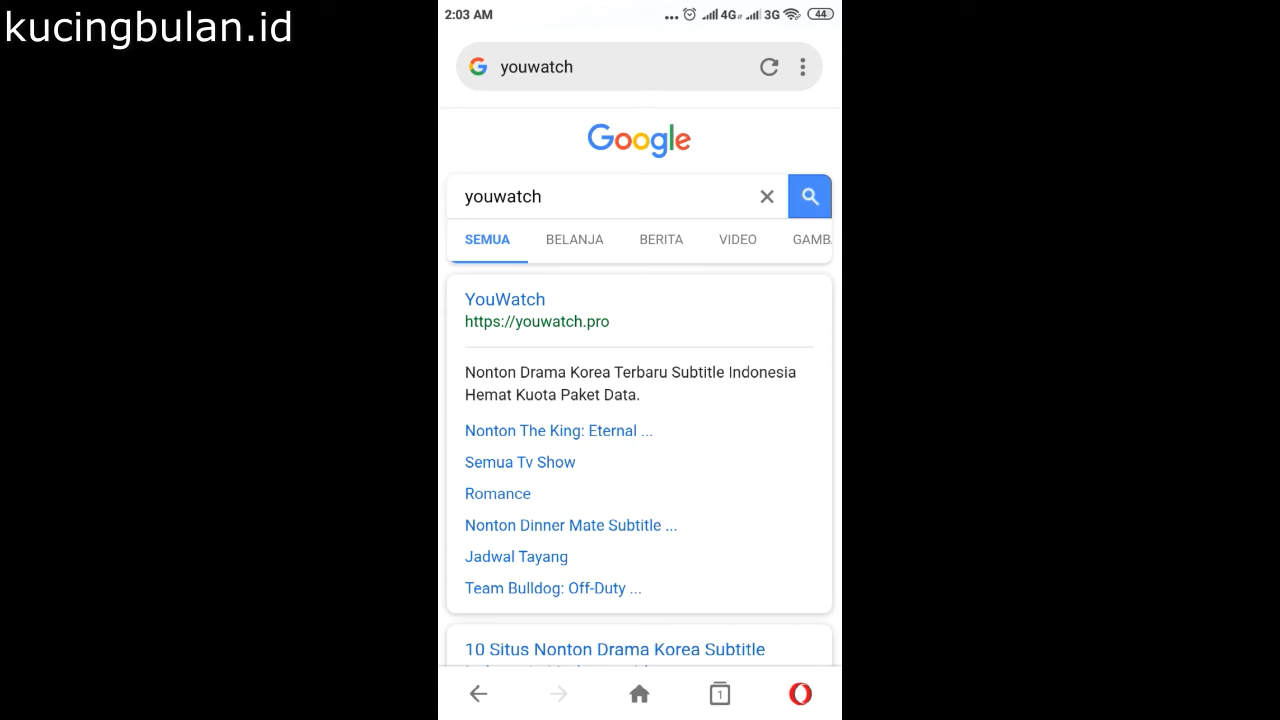 kucingbulan.id
2:03 AM
4G
3G
44
youwatch
Google
youwatch
SEMUA BELANJA BERITA VIDEO GAMB
YouWatch
https://youwatch.pro
Nonton Drama Korea Terbaru Subtitle Indonesia
Hemat Kuota Paket Data.
Nonton The King: Eternal ...
Semua Tv Show
Romance
Nonton Dinner Mate Subtitle ...
Jadwal Tayang
Team Bulldog: Off-Duty ...
10 Situs Nonton Drama Korea Subtitle
1